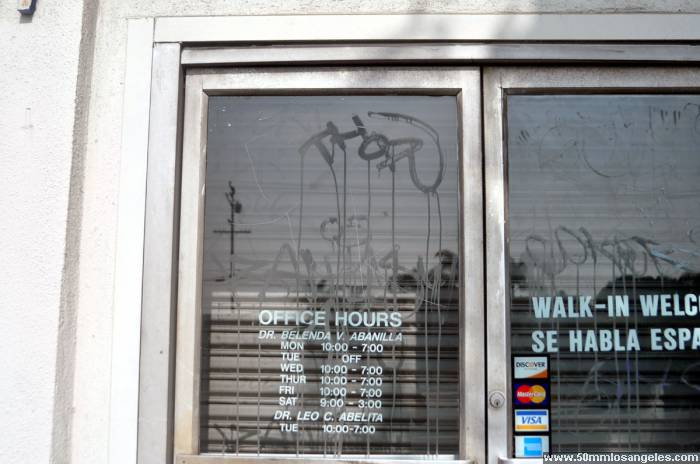 OFFICE HOURS
DR. BELENDA V. ABANILLA
MON 10:00 - 7:00
TUE OFF
WED 10:00 - 7:00
THUR 10:00 - 7:00
FRI 10:00 - 7:00
SAT 9:00 - 3:00
DR. LEO C. ABELITA
TUE 10:00-7:00
WALK-IN WELC
SE HABLA ESPA
DISCOVER
MasterCard
VISA
www.50mmlosangeles.com